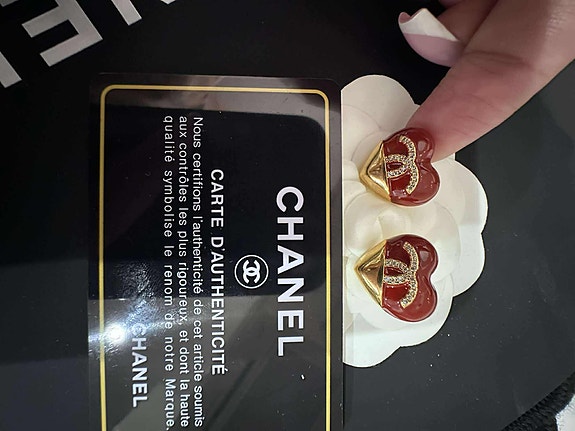 CHANEL
CARTE D'AUTHENTICITÉ
Nous certifions l'authenticité de cet article soumis
aux contrôles les plus rigoureux, et dont la haute
qualité symbolise le renom de notre Marque.
CHANEL